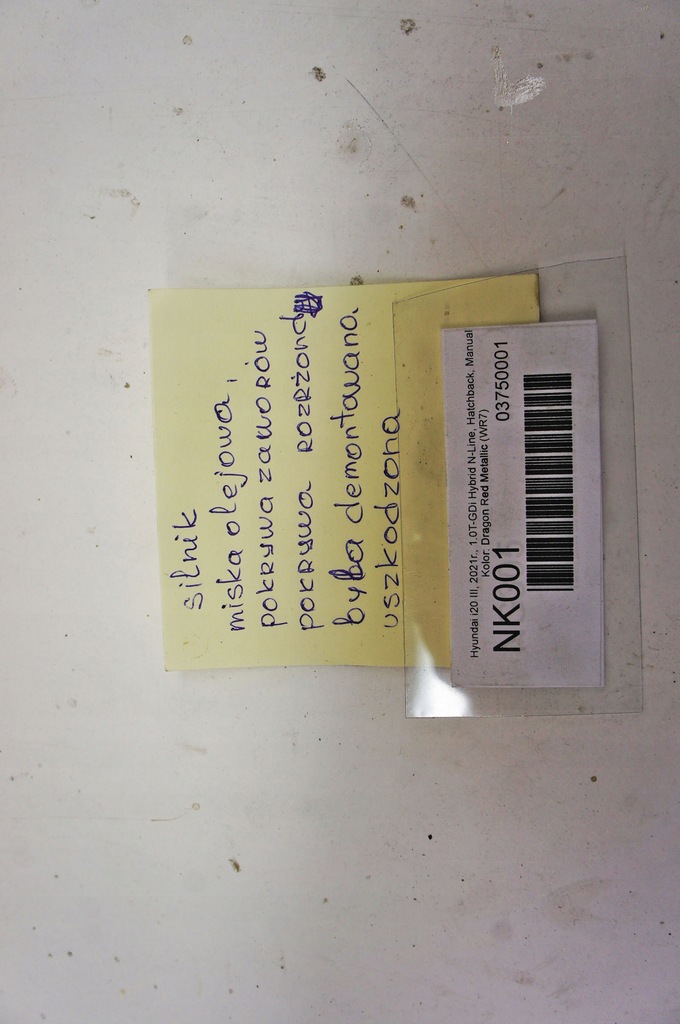 silnik
miska olejowa,
pokrywa zaworów
pokrywa rozrżond
była demontowana
uszkodzona
Hyundai i20 III, 2021r., 1.0T-GDi Hybrid N-Line, Hatchback, Manual
Kolor: Dragon Red Metallic (WR7)
NK001 03750001